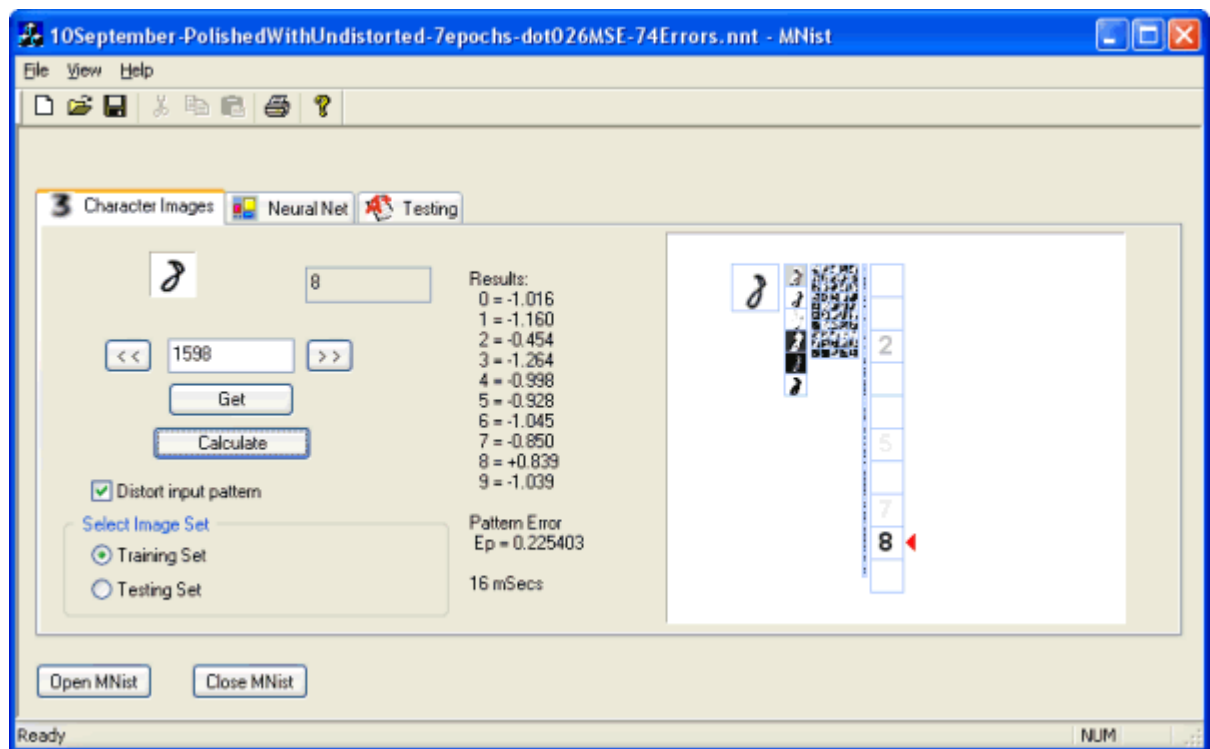 10September-PolishedWithUndistorted-7epochs-dot026MSE-74Errors.nnt - MNist
File View Help
3 Character Images Neural Net Testing
8
8
<< 1598 >>
Get
Calculate
Distort input pattern
Select Image Set
Training Set
Testing Set
Results:
0 = -1.016
1 = -1.160
2 = -0.454
3 = -1.264
4 = -0.998
5 = -0.928
6 = -1.045
7 = -0.850
8 = +0.839
9 = -1.039
Pattern Error
Ep = 0.225403
16 mSecs
8
2
5
7
8
Open MNist Close MNist
Ready NUM